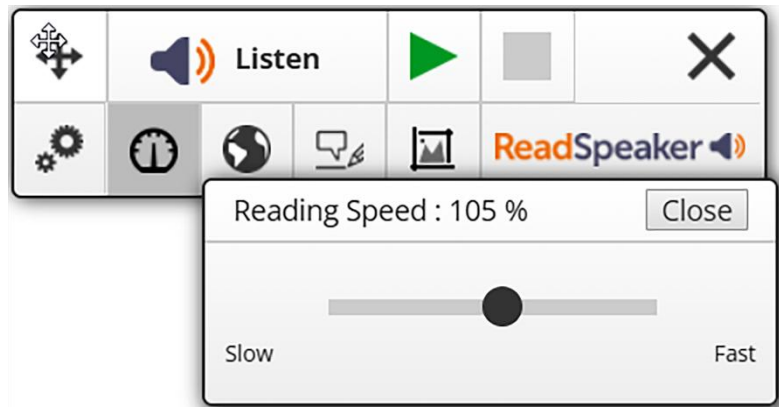 Listen
ReadSpeaker
Reading Speed : 105 %
Close
Slow
Fast